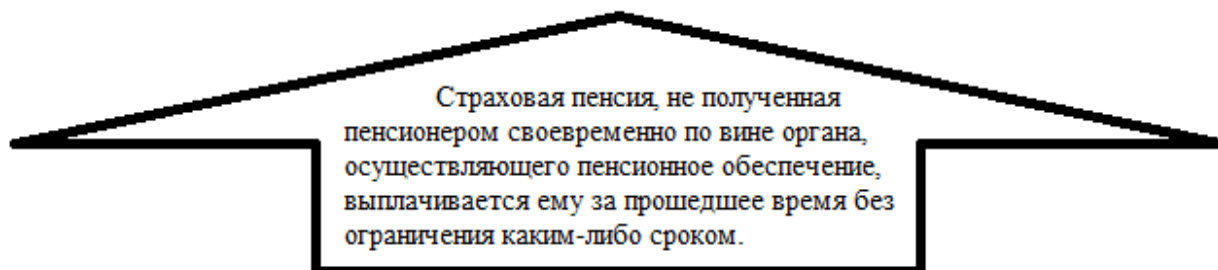 Страховая пенсия, не полученная
пенсионером своевременно по вине органа,
осуществляющего пенсионное обеспечение,
выплачивается ему за прошедшее время без
ограничения каким-либо сроком.